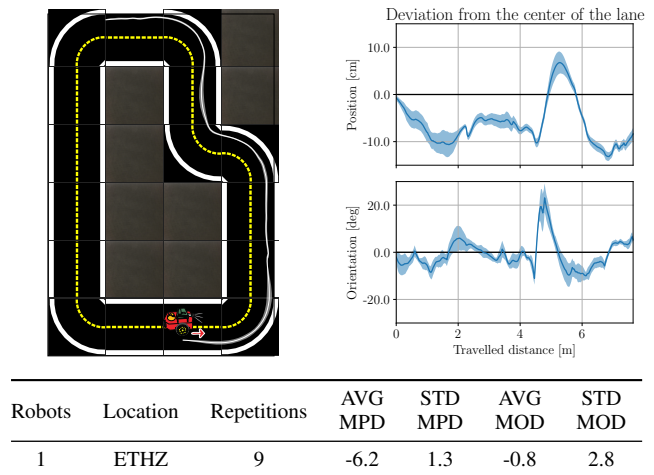 Deviation from the center of the lane
10.0
0.0
-10.0
Position [cm]
20.0
0.0
-20.0
Orientation [deg]
0 2 4 6
Travelled distance [m]
Robots Location Repetitions AVG MPD STD MPD AVG MOD STD MOD
1 ETHZ 9 -6.2 1.3 -0.8 2.8